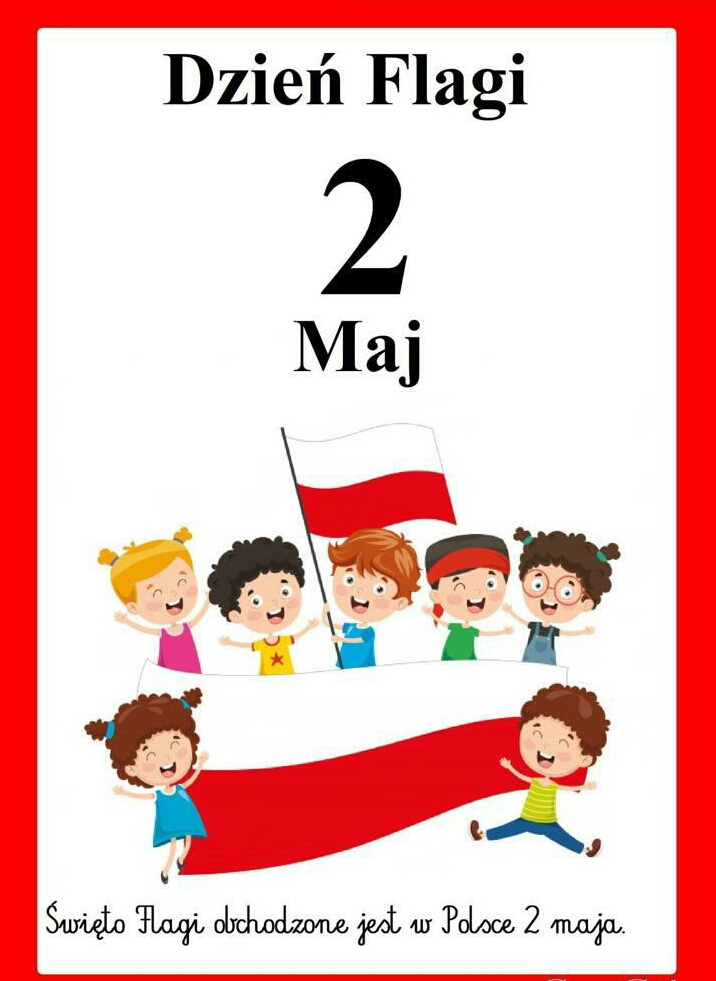 Dzień Flagi
2
Maj
Święto Flagi obchodzone jest w Polsce 2 maja.